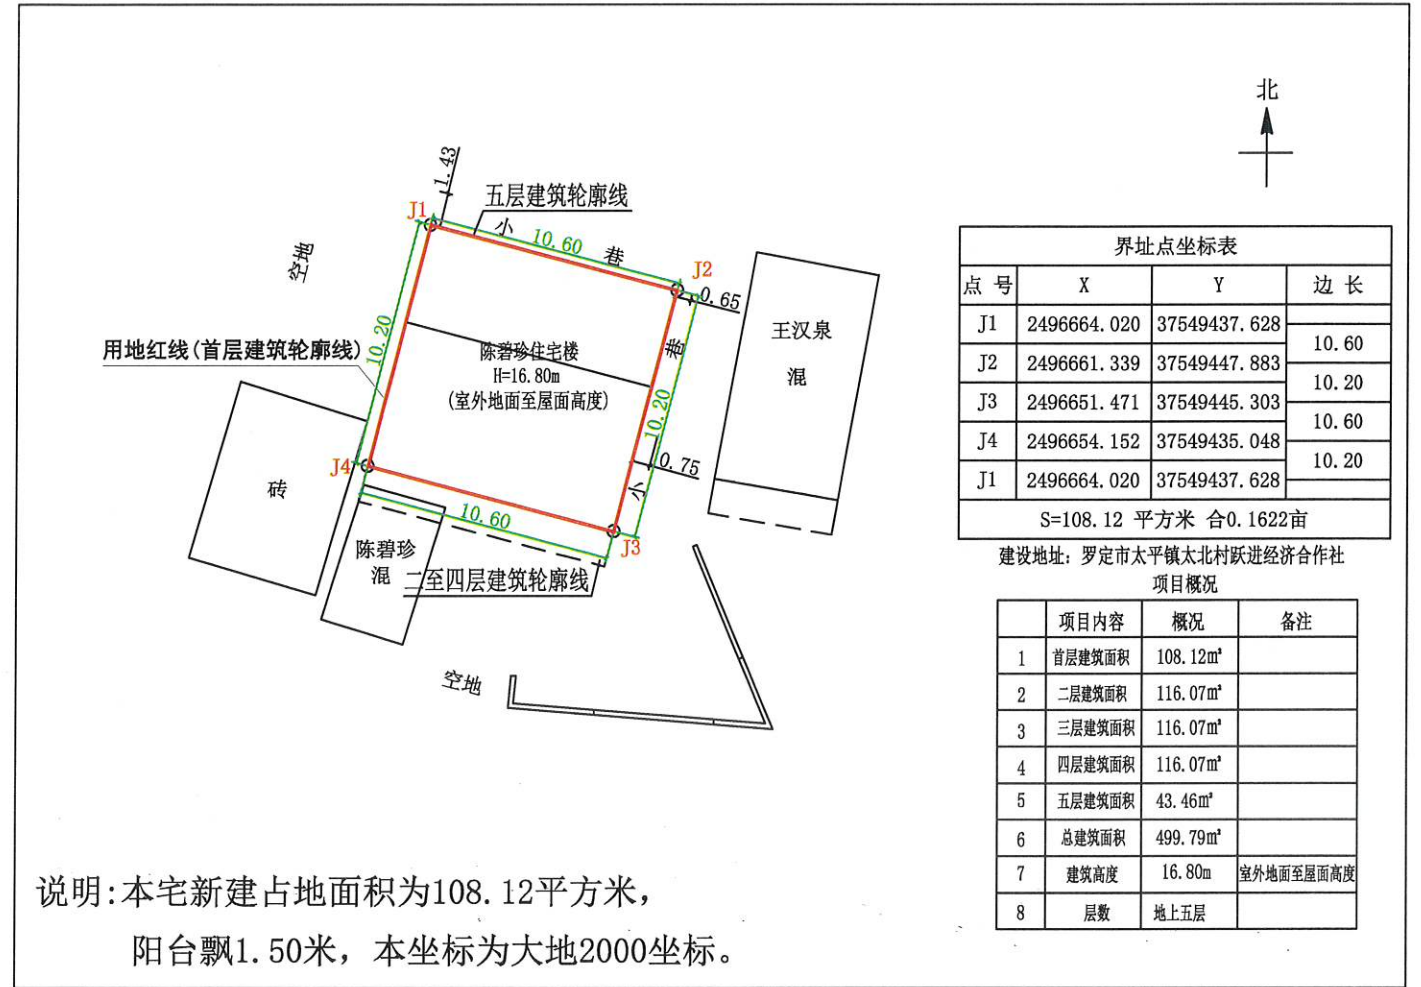 北
1.43
五层建筑轮廓线
J1
小
巷
10.60
空地
J2
0.65
王汉泉
混
10.20
用地红线(首层建筑轮廓线)
陈碧珍住宅楼
H=16.80m
(室外地面至屋面高度)
巷
10.20
0.75
小
J4
砖
10.60
J3
陈碧珍
混
二至四层建筑轮廓线
空地
界址点坐标表
点 号 X Y 边 长
J1 2496664.020 37549437.628
10.60
J2 2496661.339 37549447.883
10.20
J3 2496651.471 37549445.303
10.60
J4 2496654.152 37549435.048
10.20
J1 2496664.020 37549437.628
S=108.12 平方米 合0.1622亩
建设地址: 罗定市太平镇太北村跃进经济合作社
项目概况
项目内容 概况 备注
1 首层建筑面积 108.12m²
2 二层建筑面积 116.07m²
3 三层建筑面积 116.07m²
4 四层建筑面积 116.07m²
5 五层建筑面积 43.46m²
6 总建筑面积 499.79m²
7 建筑高度 16.80m 室外地面至屋面高度
8 层数 地上五层
说明:本宅新建占地面积为108.12平方米，
阳台飘1.50米，本坐标为大地2000坐标。